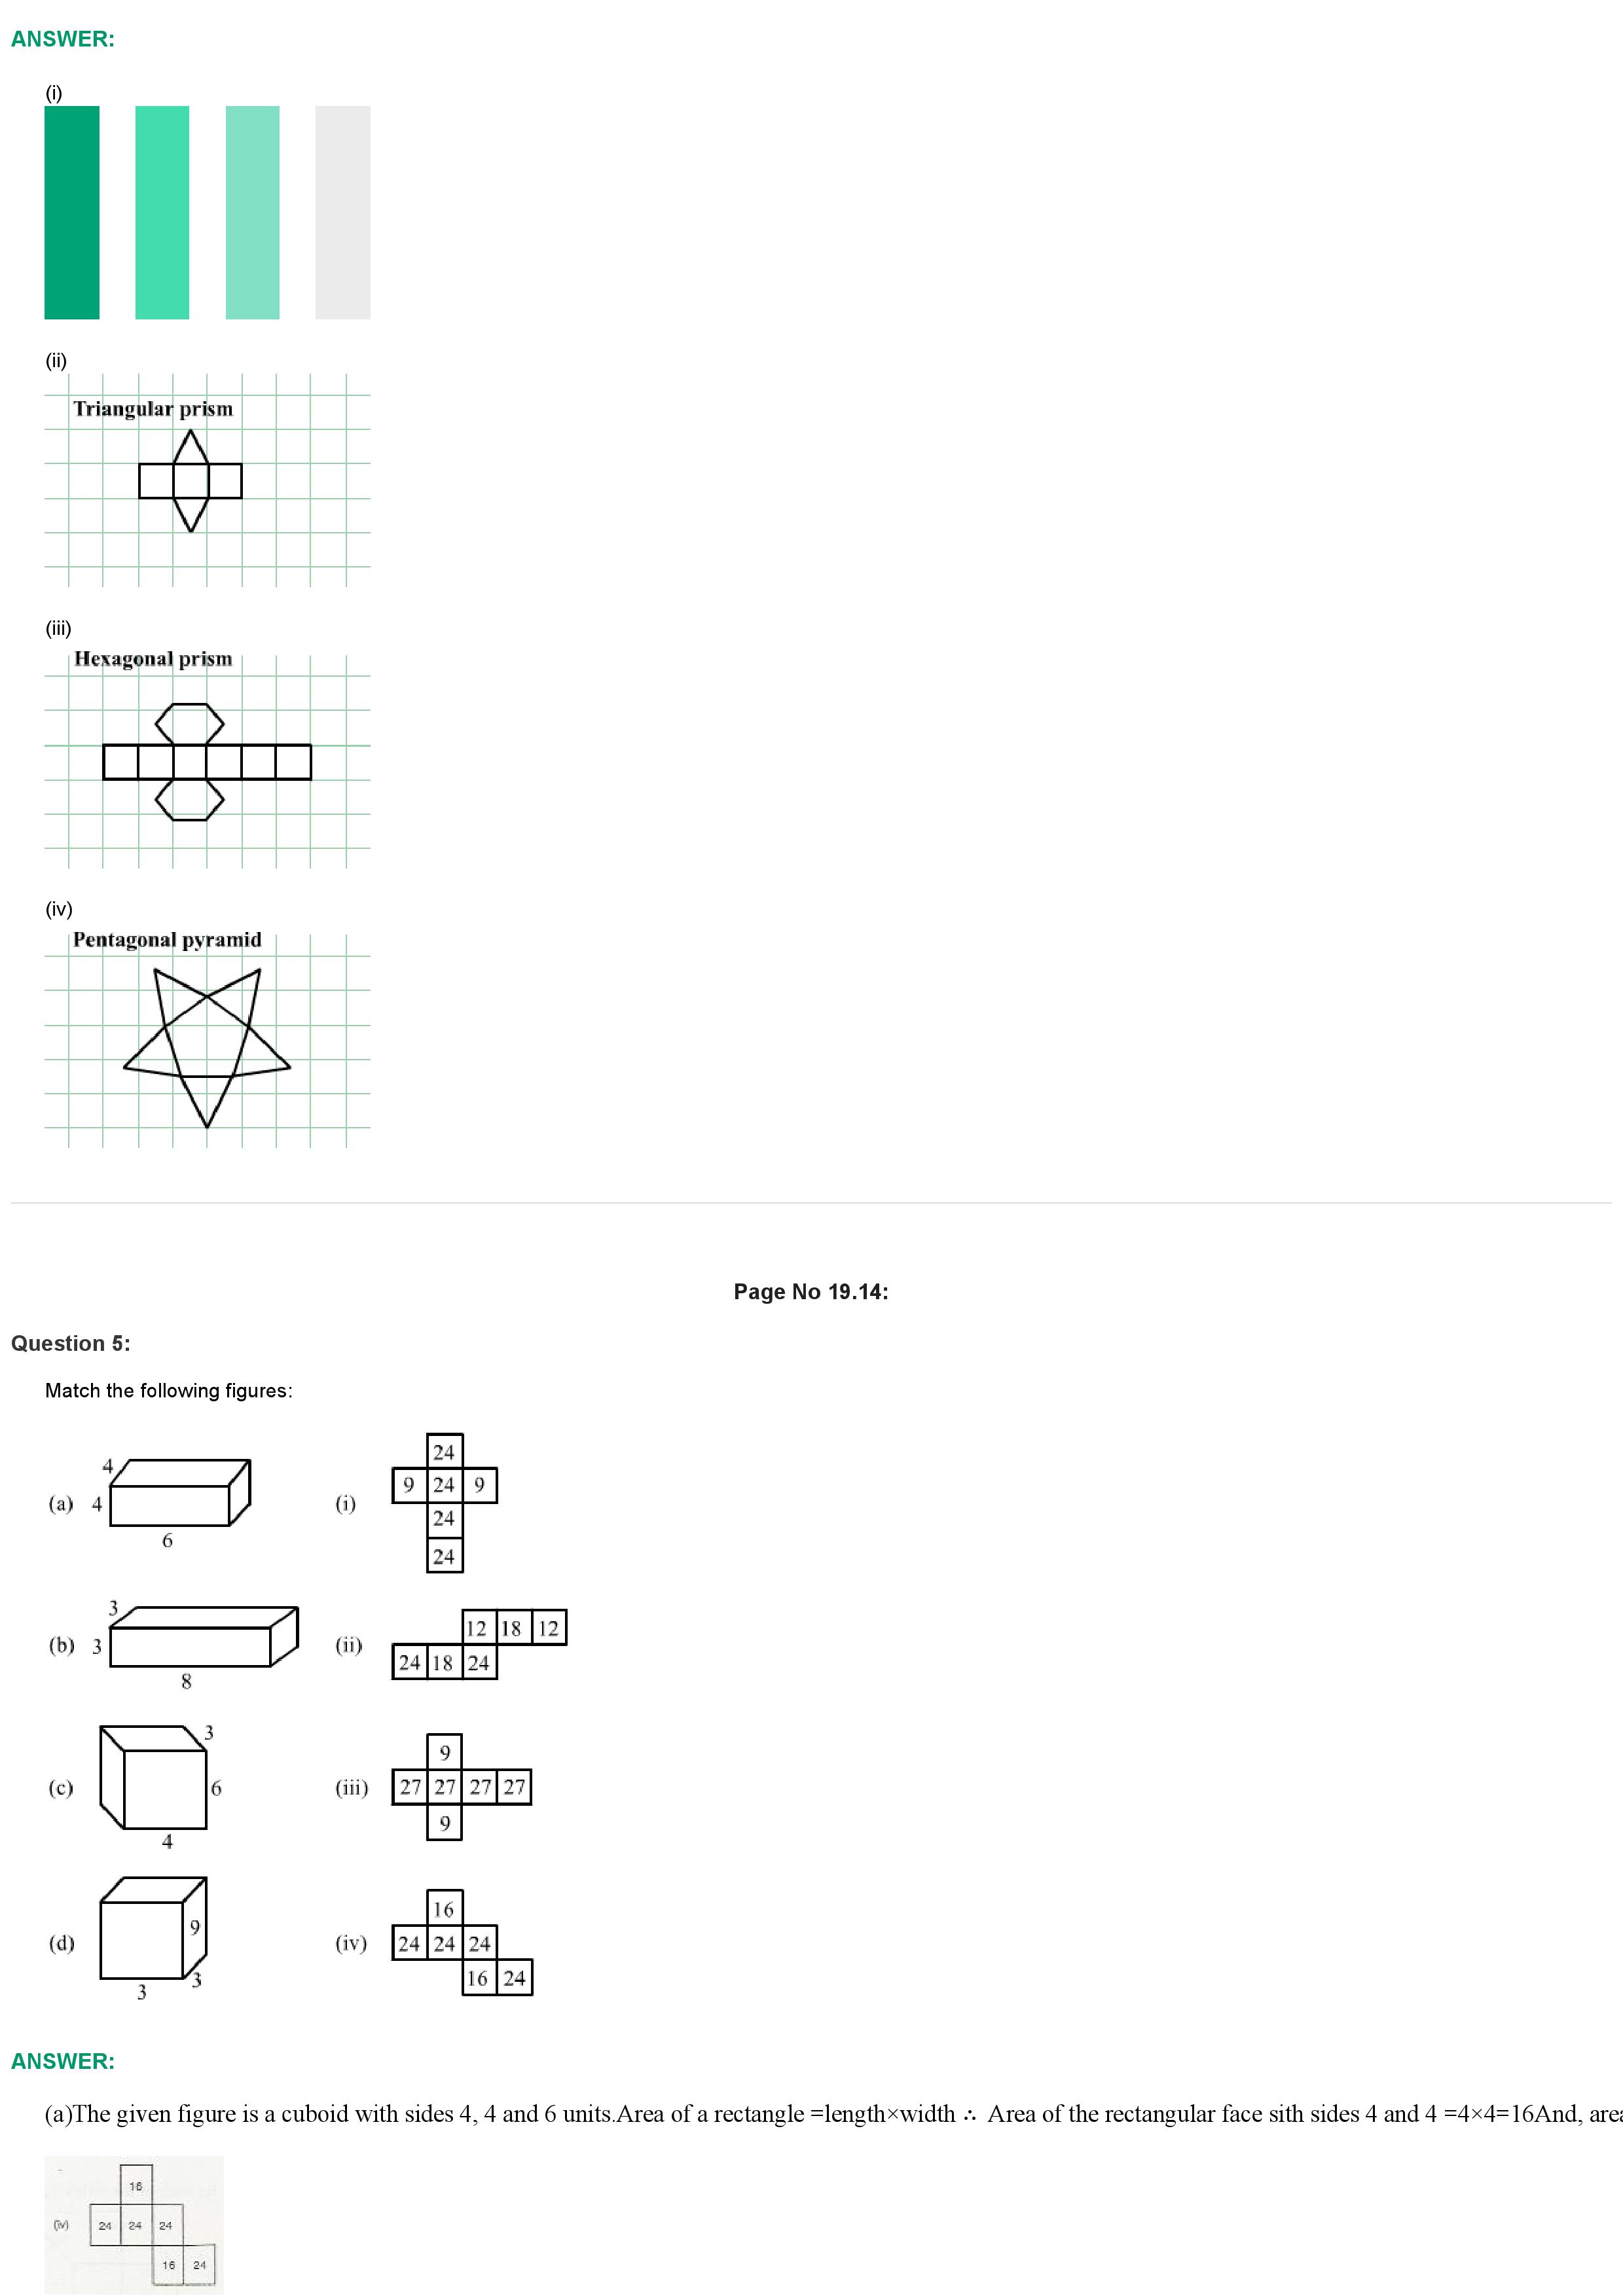 ANSWER:
(i)
(ii)
Triangular prism
(iii)
Hexagonal prism
(iv)
Pentagonal pyramid
Page No 19.14:
Question 5:
Match the following figures:
(a) 4 4 6
(i) 24
9 24 9
24
24
(b) 3 3 8
(ii) 12 18 12
24 18 24
(c) 3 6 4
(iii) 9
27 27 27 27
9
(d) 9 3 3
(iv) 16
24 24 24
16 24
ANSWER:
(a)The given figure is a cuboid with sides 4, 4 and 6 units.Area of a rectangle =length×width ∴ Area of the rectangular face sith sides 4 and 4 =4×4=16And, area
(iv) 16
24 24 24
16 24